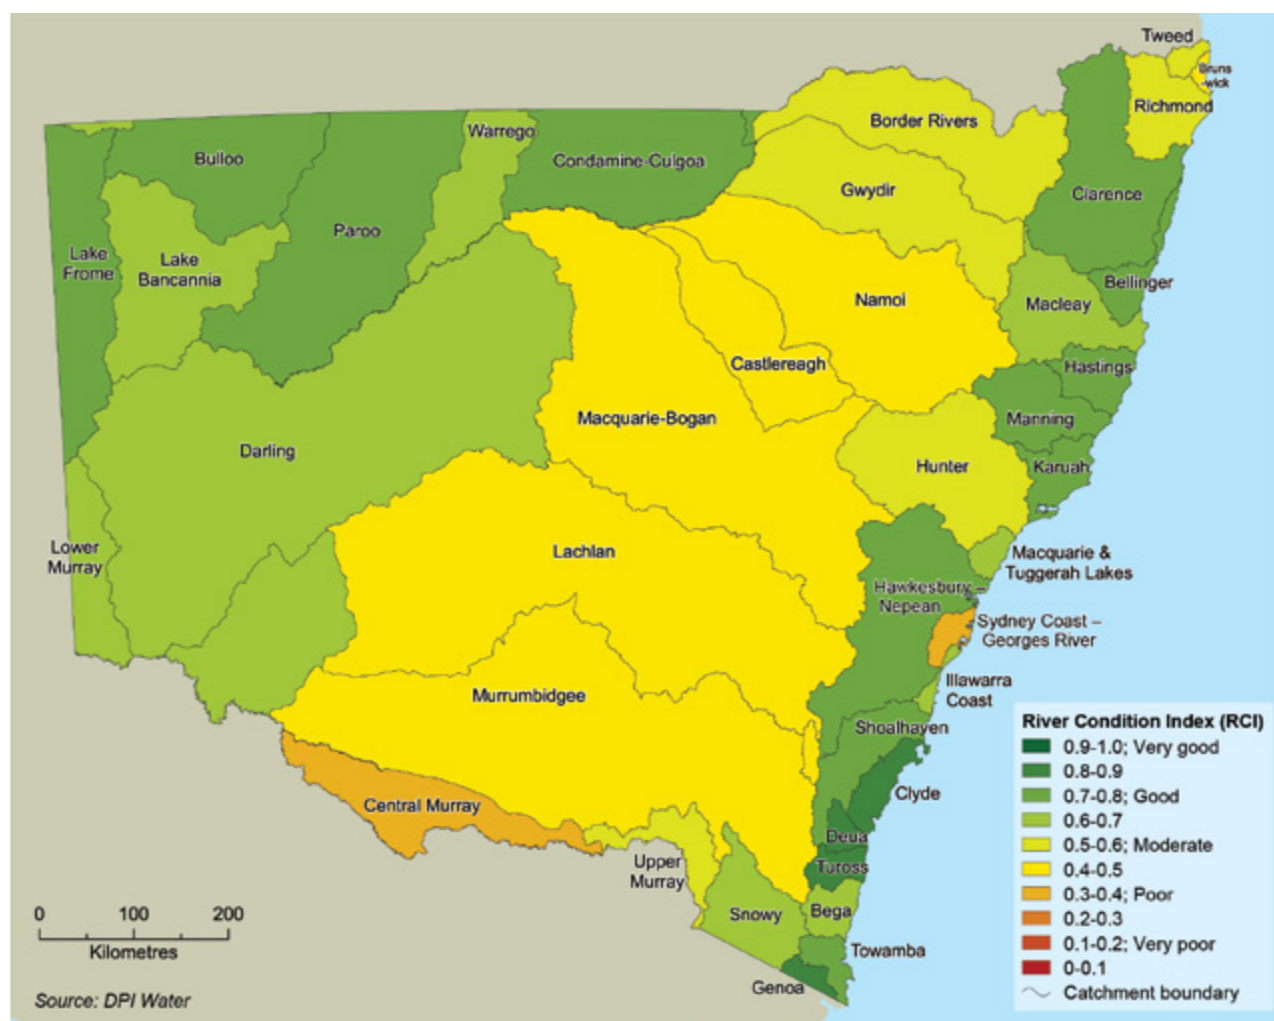 Tweed
Bruns
-wick
Richmond
Border Rivers
Warrego
Bulloo
Condamine-Culgoa
Gwydir
Clarence
Paroo
Lake
Frome
Lake
Bancannia
Bellinger
Macleay
Namoi
Castlereagh
Hastings
Macquarie-Bogan
Manning
Darling
Hunter
Karuah
Lachlan
Lower
Murray
Macquarie &
Tuggerah Lakes
Hawkesbury –
Nepean
Sydney Coast –
Georges River
Murrumbidgee
Illawarra
Coast
Shoalhaven
Clyde
Central Murray
Deua
Tuross
Upper
Murray
Snowy
Bega
Towamba
Genoa
River Condition Index (RCI)
0.9-1.0; Very good
0.8-0.9
0.7-0.8; Good
0.6-0.7
0.5-0.6; Moderate
0.4-0.5
0.3-0.4; Poor
0.2-0.3
0.1-0.2; Very poor
0-0.1
Catchment boundary
0 100 200
Kilometres
Source: DPI Water